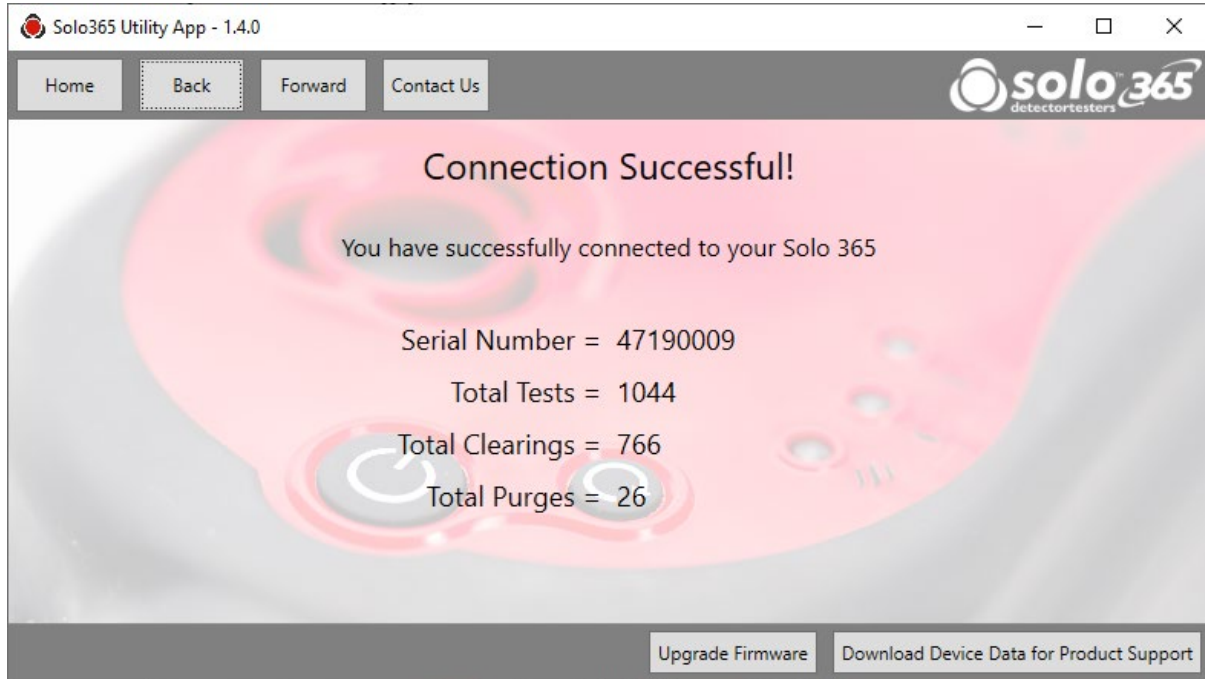 Solo365 Utility App - 1.4.0
Home Back Forward Contact Us
solo™ 365
detectortesters
Connection Successful!
You have successfully connected to your Solo 365
Serial Number = 47190009
Total Tests = 1044
Total Clearings = 766
Total Purges = 26
Upgrade Firmware Download Device Data for Product Support